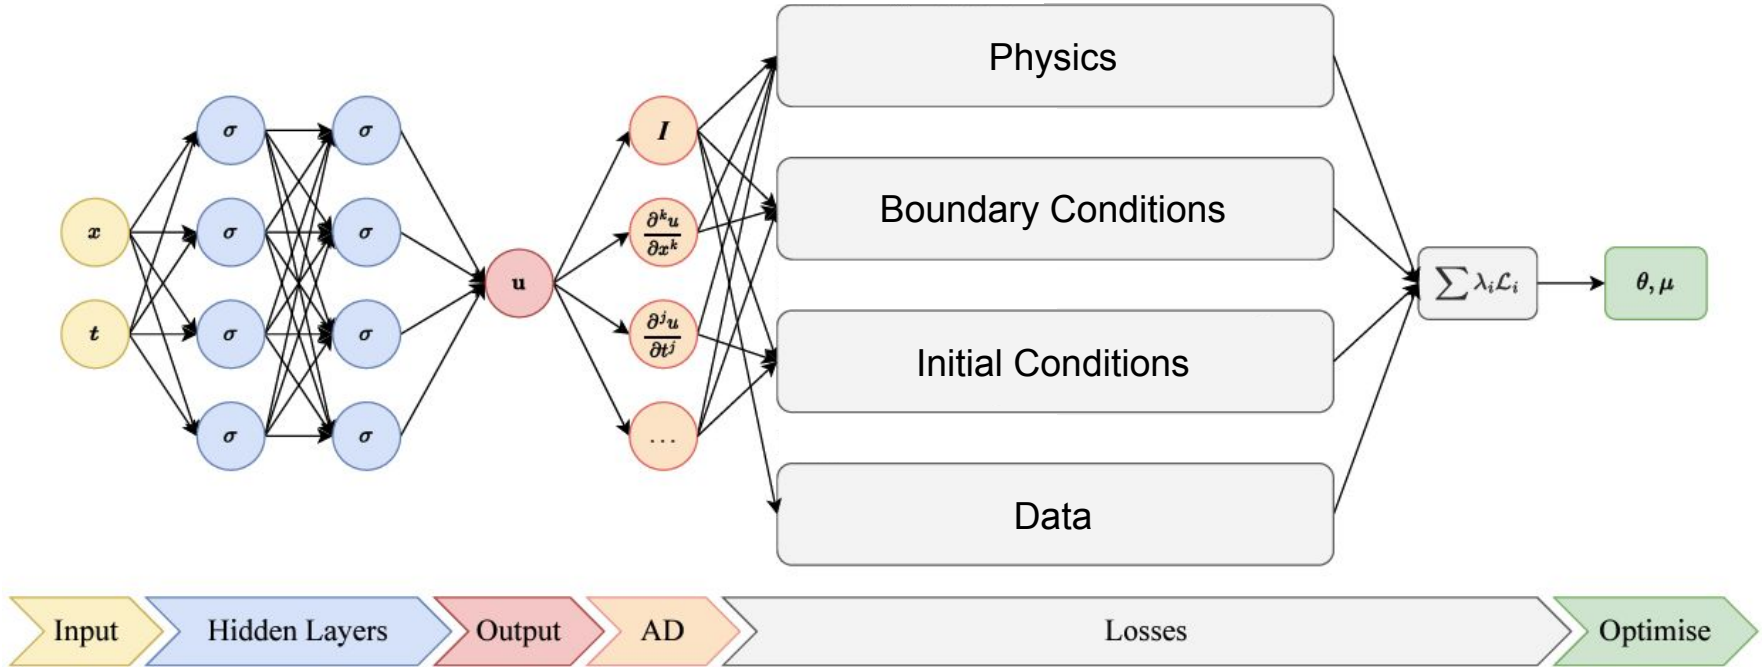 x
t
σ
σ
σ
σ
σ
σ
σ
σ
u
I
∂ᵏu
∂xᵏ
∂ʲu
∂tʲ
...
Physics
Boundary Conditions
Initial Conditions
Data
∑ λᵢℒᵢ
θ, μ
Input
Hidden Layers
Output
AD
Losses
Optimise